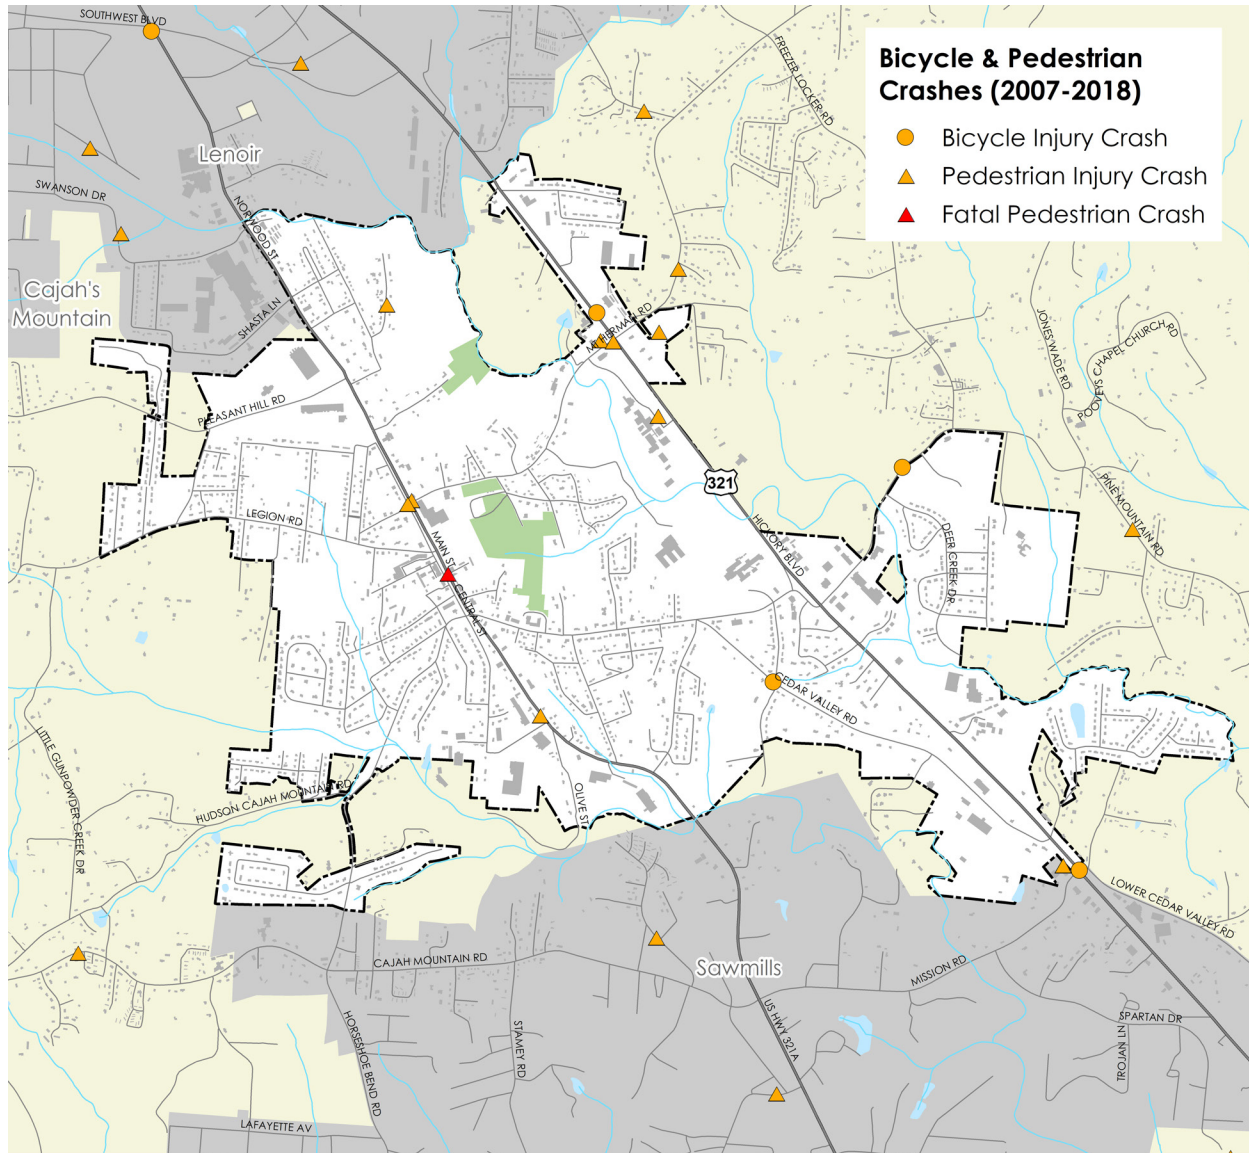 SOUTHWEST BLVD
Bicycle & Pedestrian
Crashes (2007-2018)
Bicycle Injury Crash
Pedestrian Injury Crash
Fatal Pedestrian Crash
FREEZER LOCKER RD
Lenoir
SWANSON DR
NORWOOD ST
Cajah's
Mountain
SHASTA LN
JONES WADE RD
POOVEYS CHAPEL CHURCH RD
PLEASANT HILL RD
321
PINE MOUNTAIN RD
LEGION RD
HICKORY BLVD
MAIN ST
DEER CREEK DR
CENTRAL ST
CEDAR VALLEY RD
LITTLE GUNPOWDER CREEK DR
HUDSON CAJAH MOUNTAIN RD
OLIVE ST
LOWER CEDAR VALLEY RD
CAJAH MOUNTAIN RD
Sawmills
MISSION RD
US HWY 321A
SPARTAN DR
HORSESHOE BEND RD
STAMEY RD
TROJAN LN
LAFAYETTE AV